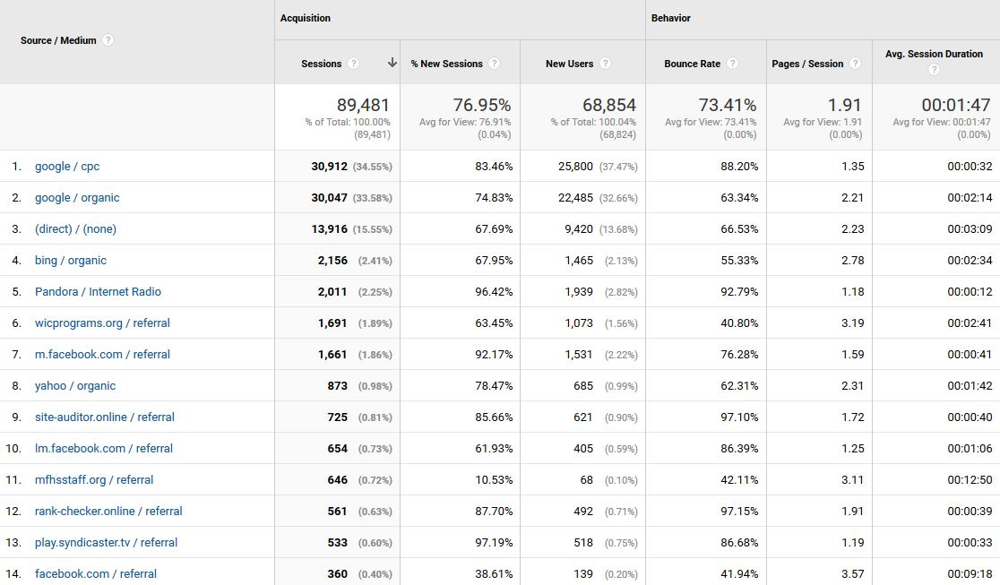 Source / Medium ? Acquisition Behavior
Sessions ? % New Sessions ? New Users ? Bounce Rate ? Pages / Session ? Avg. Session Duration ?
89,481 76.95% 68,854 73.41% 1.91 00:01:47
% of Total: 100.00% Avg for View: 76.91% % of Total: 100.04% Avg for View: 73.41% Avg for View: 1.91 Avg for View: 00:01:47
(89,481) (0.04%) (68,824) (0.00%) (0.00%) (0.00%)
1. google / cpc 30,912 (34.55%) 83.46% 25,800 (37.47%) 88.20% 1.35 00:00:32
2. google / organic 30,047 (33.58%) 74.83% 22,485 (32.66%) 63.34% 2.21 00:02:14
3. (direct) / (none) 13,916 (15.55%) 67.69% 9,420 (13.68%) 66.53% 2.23 00:03:09
4. bing / organic 2,156 (2.41%) 67.95% 1,465 (2.13%) 55.33% 2.78 00:02:34
5. Pandora / Internet Radio 2,011 (2.25%) 96.42% 1,939 (2.82%) 92.79% 1.18 00:00:12
6. wicprograms.org / referral 1,691 (1.89%) 63.45% 1,073 (1.56%) 40.80% 3.19 00:02:41
7. m.facebook.com / referral 1,661 (1.86%) 92.17% 1,531 (2.22%) 76.28% 1.59 00:00:41
8. yahoo / organic 873 (0.98%) 78.47% 685 (0.99%) 62.31% 2.31 00:01:42
9. site-auditor.online / referral 725 (0.81%) 85.66% 621 (0.90%) 97.10% 1.72 00:00:40
10. lm.facebook.com / referral 654 (0.73%) 61.93% 405 (0.59%) 86.39% 1.25 00:01:06
11. mfhsstaff.org / referral 646 (0.72%) 10.53% 68 (0.10%) 42.11% 3.11 00:12:50
12. rank-checker.online / referral 561 (0.63%) 87.70% 492 (0.71%) 97.15% 1.91 00:00:39
13. play.syndicaster.tv / referral 533 (0.60%) 97.19% 518 (0.75%) 86.68% 1.19 00:00:33
14. facebook.com / referral 360 (0.40%) 38.61% 139 (0.20%) 41.94% 3.57 00:09:18